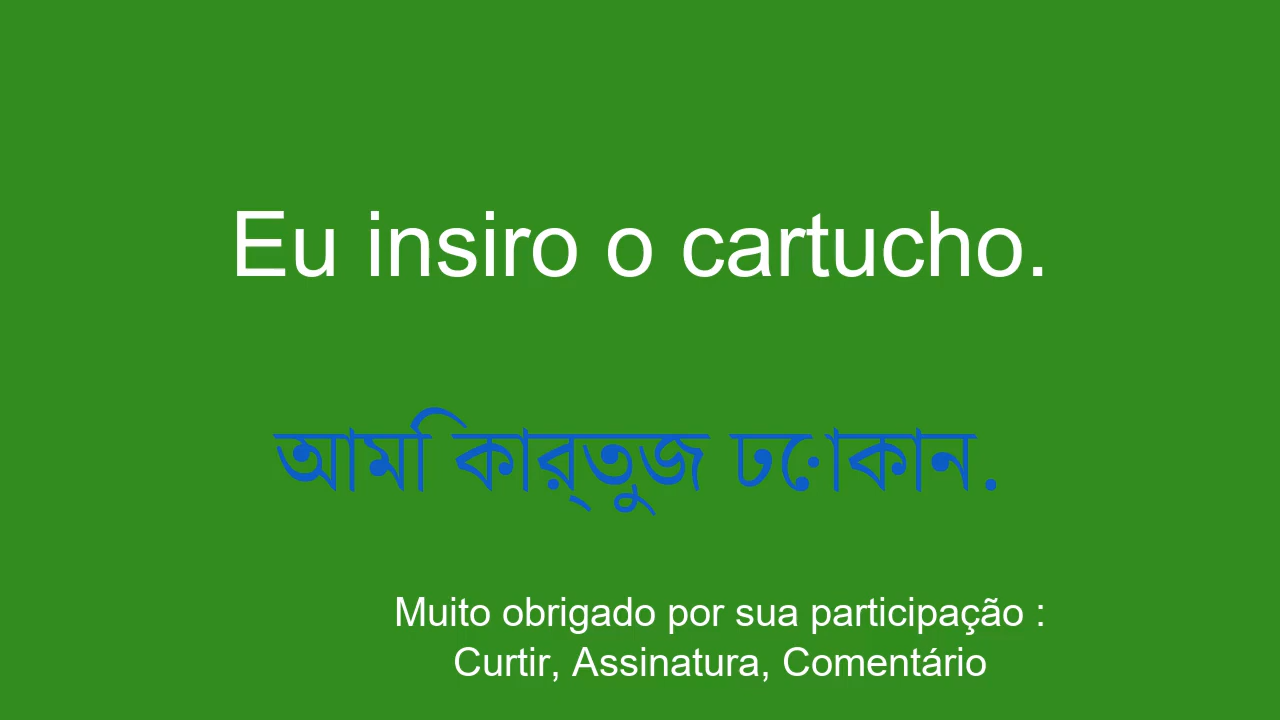 Eu insiro o cartucho.
আমি কার্তুজ ঢোকান.
Muito obrigado por sua participação :
Curtir, Assinatura, Comentário